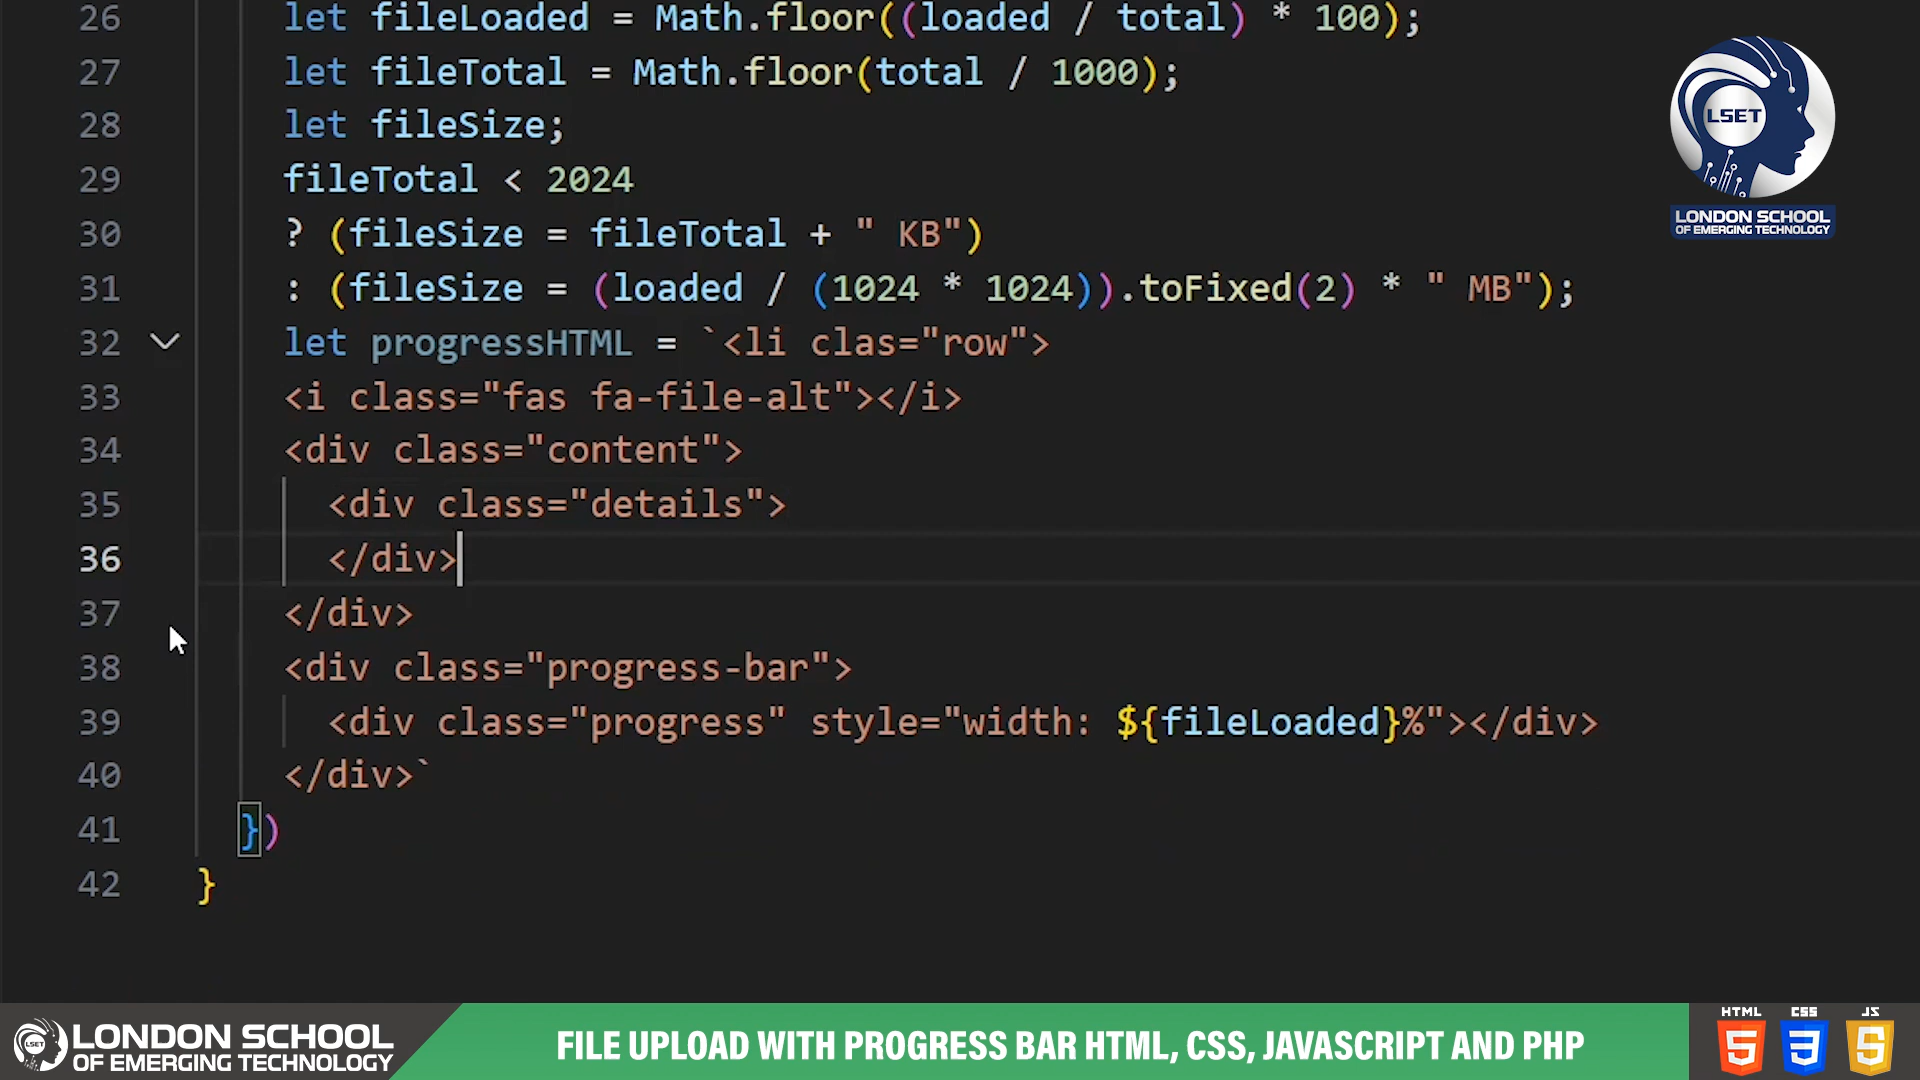 26 let fileLoaded = Math.floor((loaded / total) * 100);
27 let fileTotal = Math.floor(total / 1000);
28 let fileSize;
29 fileTotal < 2024
30 ? (fileSize = fileTotal + " KB")
31 : (fileSize = (loaded / (1024 * 1024)).toFixed(2) * " MB");
32 let progressHTML = `<li clas="row">
33 <i class="fas fa-file-alt"></i>
34 <div class="content">
35 <div class="details">
36 </div>
37 </div>
38 <div class="progress-bar">
39 <div class="progress" style="width: ${fileLoaded}%"></div>
40 </div>`
41 })
42 }
LSET
LONDON SCHOOL
OF EMERGING TECHNOLOGY
LSET
LONDON SCHOOL
OF EMERGING TECHNOLOGY
FILE UPLOAD WITH PROGRESS BAR HTML, CSS, JAVASCRIPT AND PHP
HTML CSS JS
5 3 5